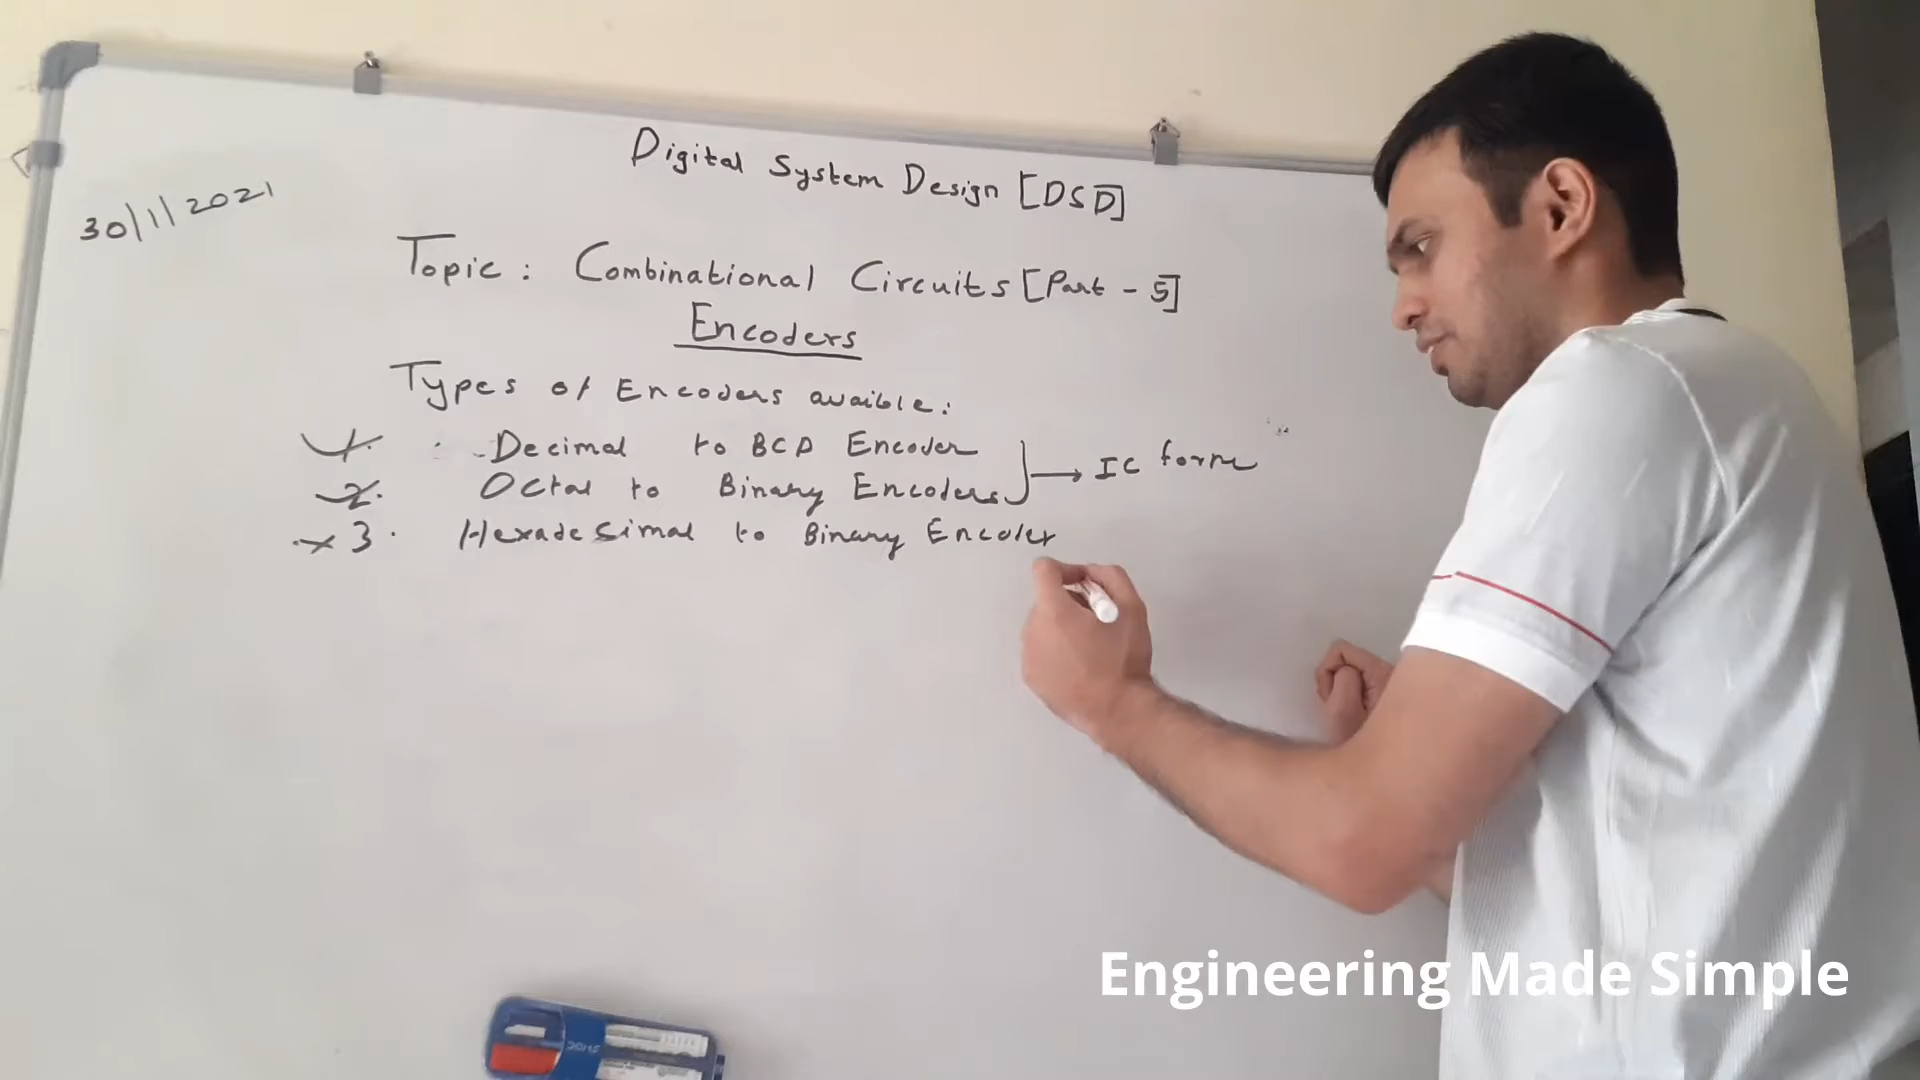 Digital System Design [DSD]
30/1/2021
Topic : Combinational Circuits [Part - 5]
Encoders
Types of Encoders avaible:
1. Decimal to BCD Encoder
2. Octal to Binary Encoders → IC form
× 3. Hexadesimal to Binary Encoder
Engineering Made Simple